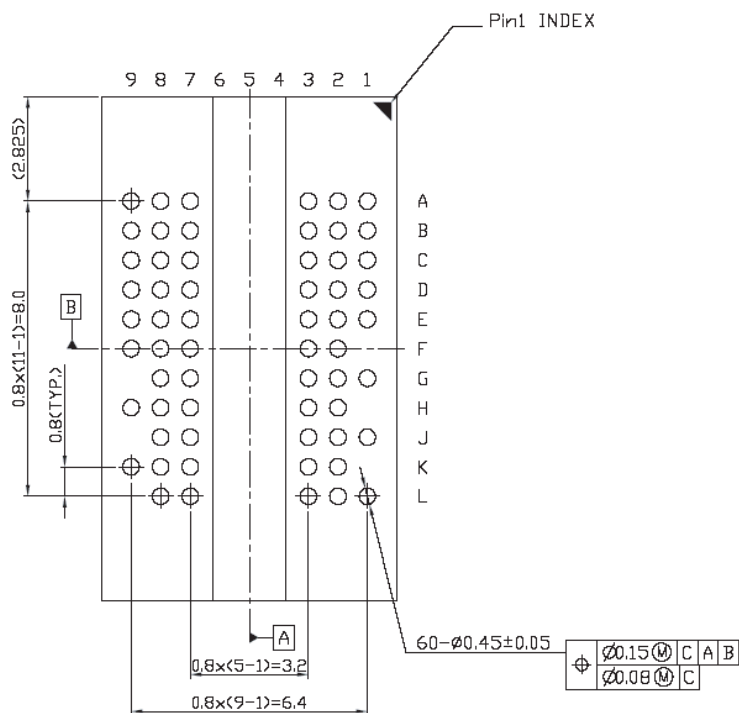 Pin1 INDEX
9 8 7 6 5 4 3 2 1
(2.825)
A
B
C
D
E
F
G
H
J
K
L
0.8x(11-1)=8.0
B
0.8(TYP.)
A
60-Ø0.45±0.05
Ø0.15Ⓜ C A B
Ø0.08Ⓜ C
0.8x(5-1)=3.2
0.8x(9-1)=6.4